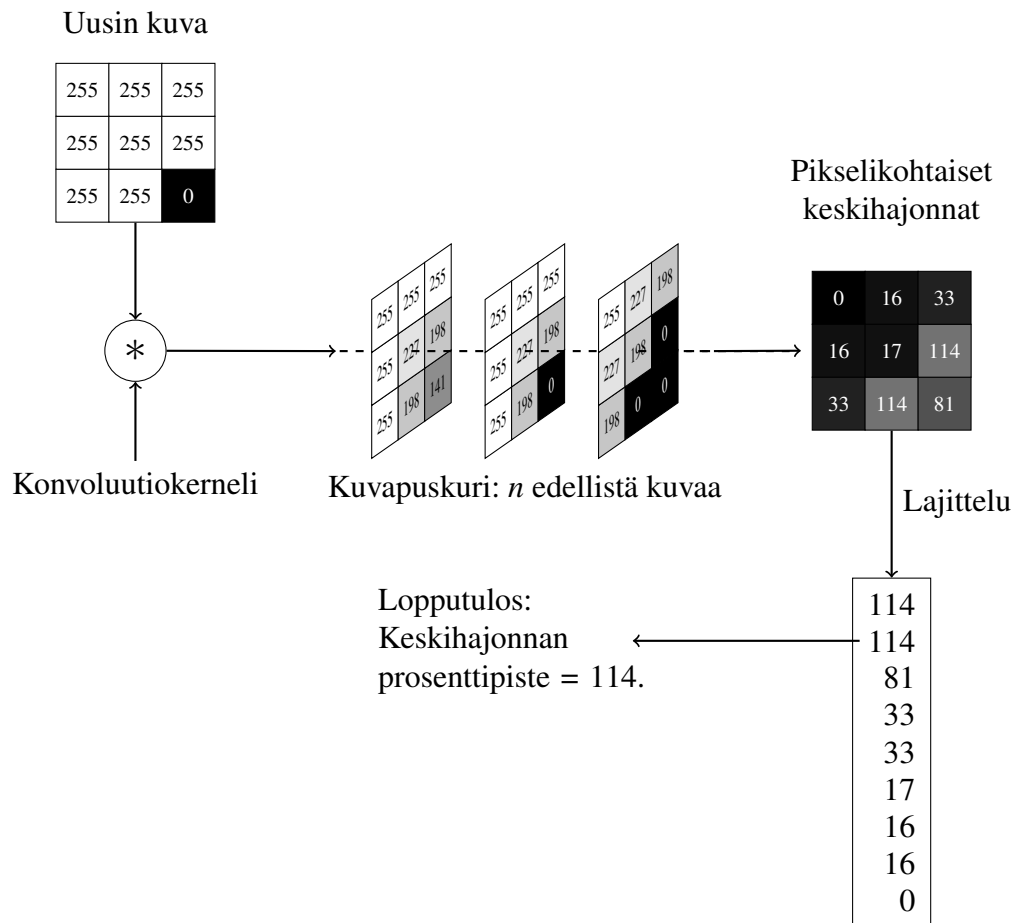 Uusin kuva
255 255 255
255 255 255
255 255 0
*
Konvoluutiokerneli
255 255 255
255 227 198
255 198 141
255 255 255
255 227 198
255 198 0
255 227 198
227 198 0
198 0 0
Kuvapuskuri: n edellistä kuvaa
Pikselikohtaiset
keskihajonnat
0 16 33
16 17 114
33 114 81
Lajittelu
114
114
81
33
33
17
16
16
0
Lopputulos:
Keskihajonnan
prosenttipiste = 114.